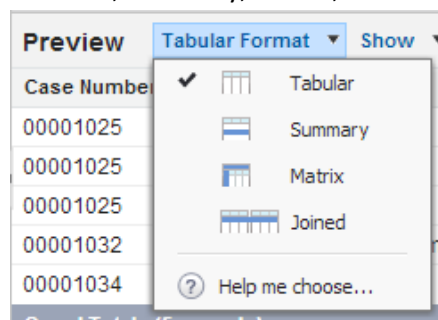 Preview Tabular Format Show
Case Number
Tabular
00001025
Summary
00001025
Matrix
00001025
Joined
00001032
00001034
? Help me choose...